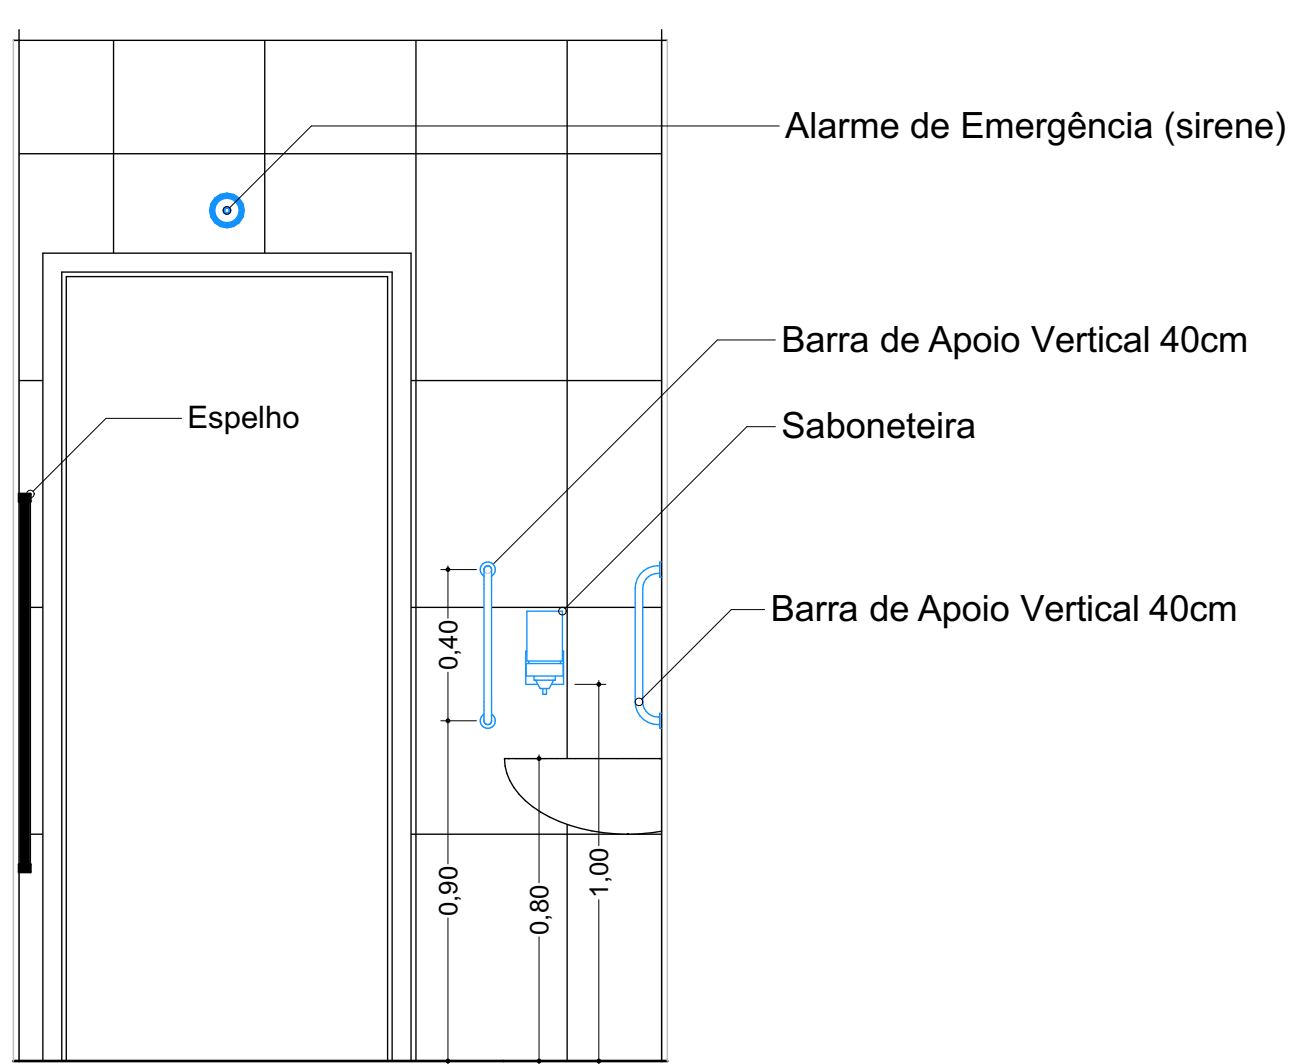 Alarme de Emergência (sirene)
Barra de Apoio Vertical 40cm
Espelho
Saboneteira
Barra de Apoio Vertical 40cm
0,40
0,90
0,80
1,00